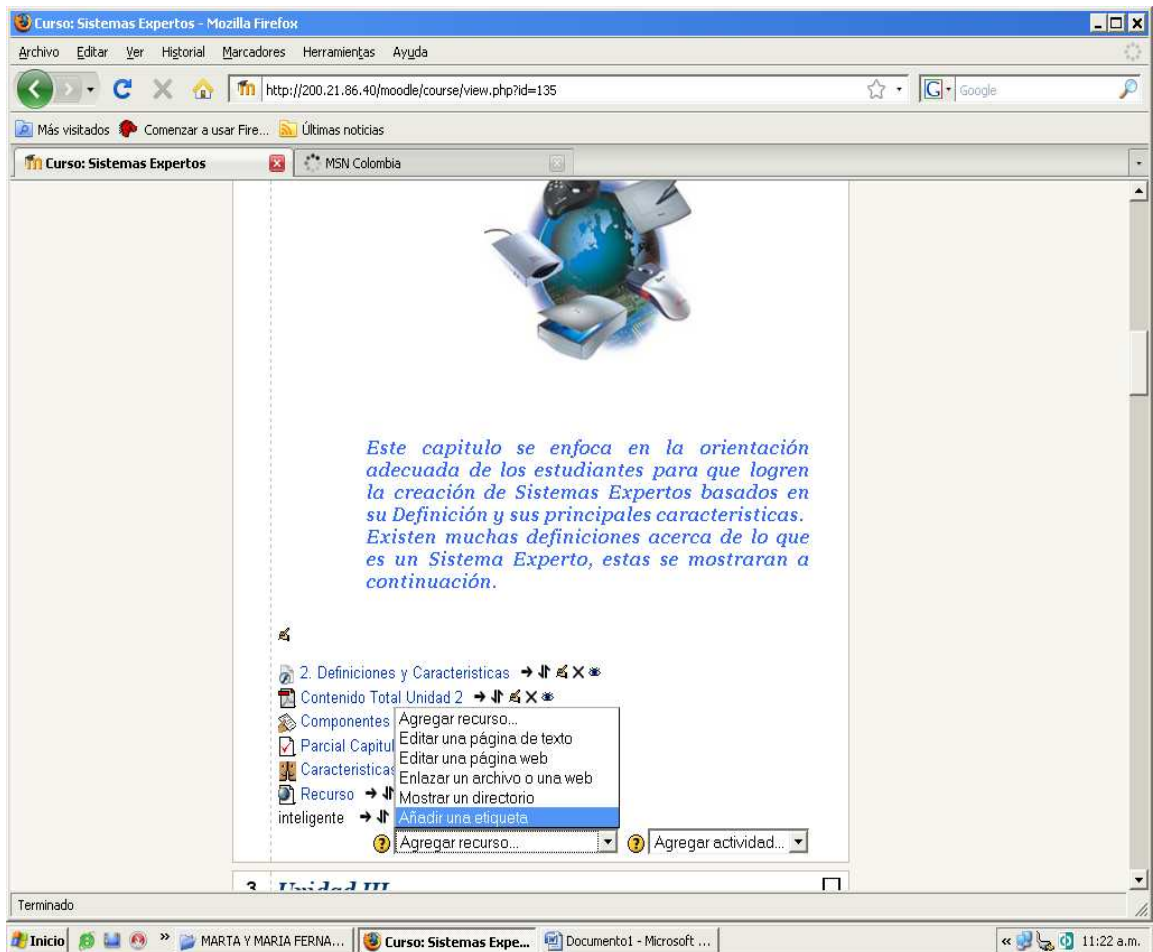 Curso: Sistemas Expertos - Mozilla Firefox
Archivo Editar Ver Historial Marcadores Herramientas Ayuda
http://200.21.86.40/moodle/course/view.php?id=135
Google
Más visitados Comenzar a usar Fire... Últimas noticias
Curso: Sistemas Expertos MSN Colombia
Este capitulo se enfoca en la orientación
adecuada de los estudiantes para que logren
la creación de Sistemas Expertos basados en
su Definición y sus principales caracteristicas.
Existen muchas definiciones acerca de lo que
es un Sistema Experto, estas se mostraran a
continuación.
2. Definiciones y Caracteristicas
Contenido Total Unidad 2
Componentes
Parcial Capitul
Caracteristicas
Recurso
inteligente
Agregar recurso...
Editar una página de texto
Editar una página web
Enlazar un archivo o una web
Mostrar un directorio
Añadir una etiqueta
Agregar recurso... Agregar actividad...
3 Unidad III
Terminado
Inicio MARTA Y MARIA FERNA... Curso: Sistemas Expe... Documento1 - Microsoft ... 11:22 a.m.